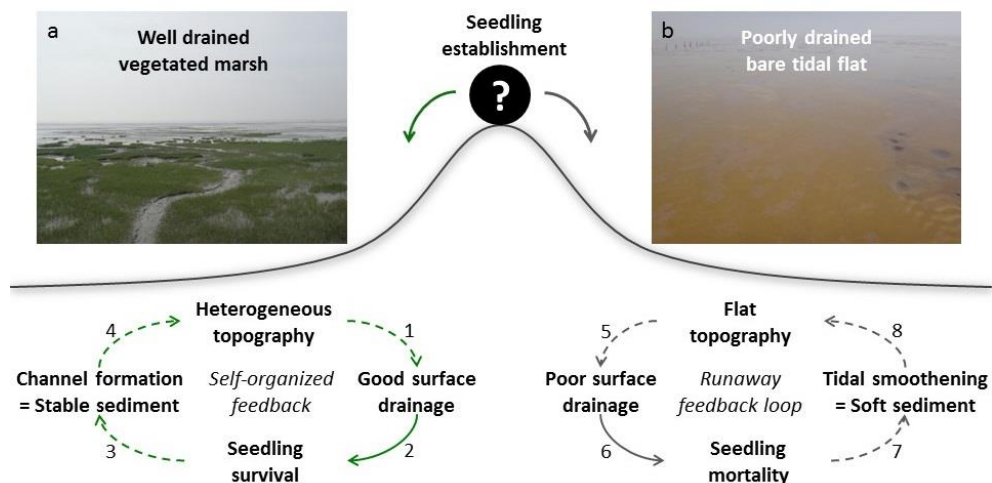 a
Well drained
vegetated marsh
Seedling
establishment
?
b
Poorly drained
bare tidal flat
4
Heterogeneous
topography
1
Channel formation
= Stable sediment
Self-organized
feedback
Good surface
drainage
3
Seedling
survival
2
5
Flat
topography
8
Poor surface
drainage
Runaway
feedback loop
Tidal smoothening
= Soft sediment
6
Seedling
mortality
7